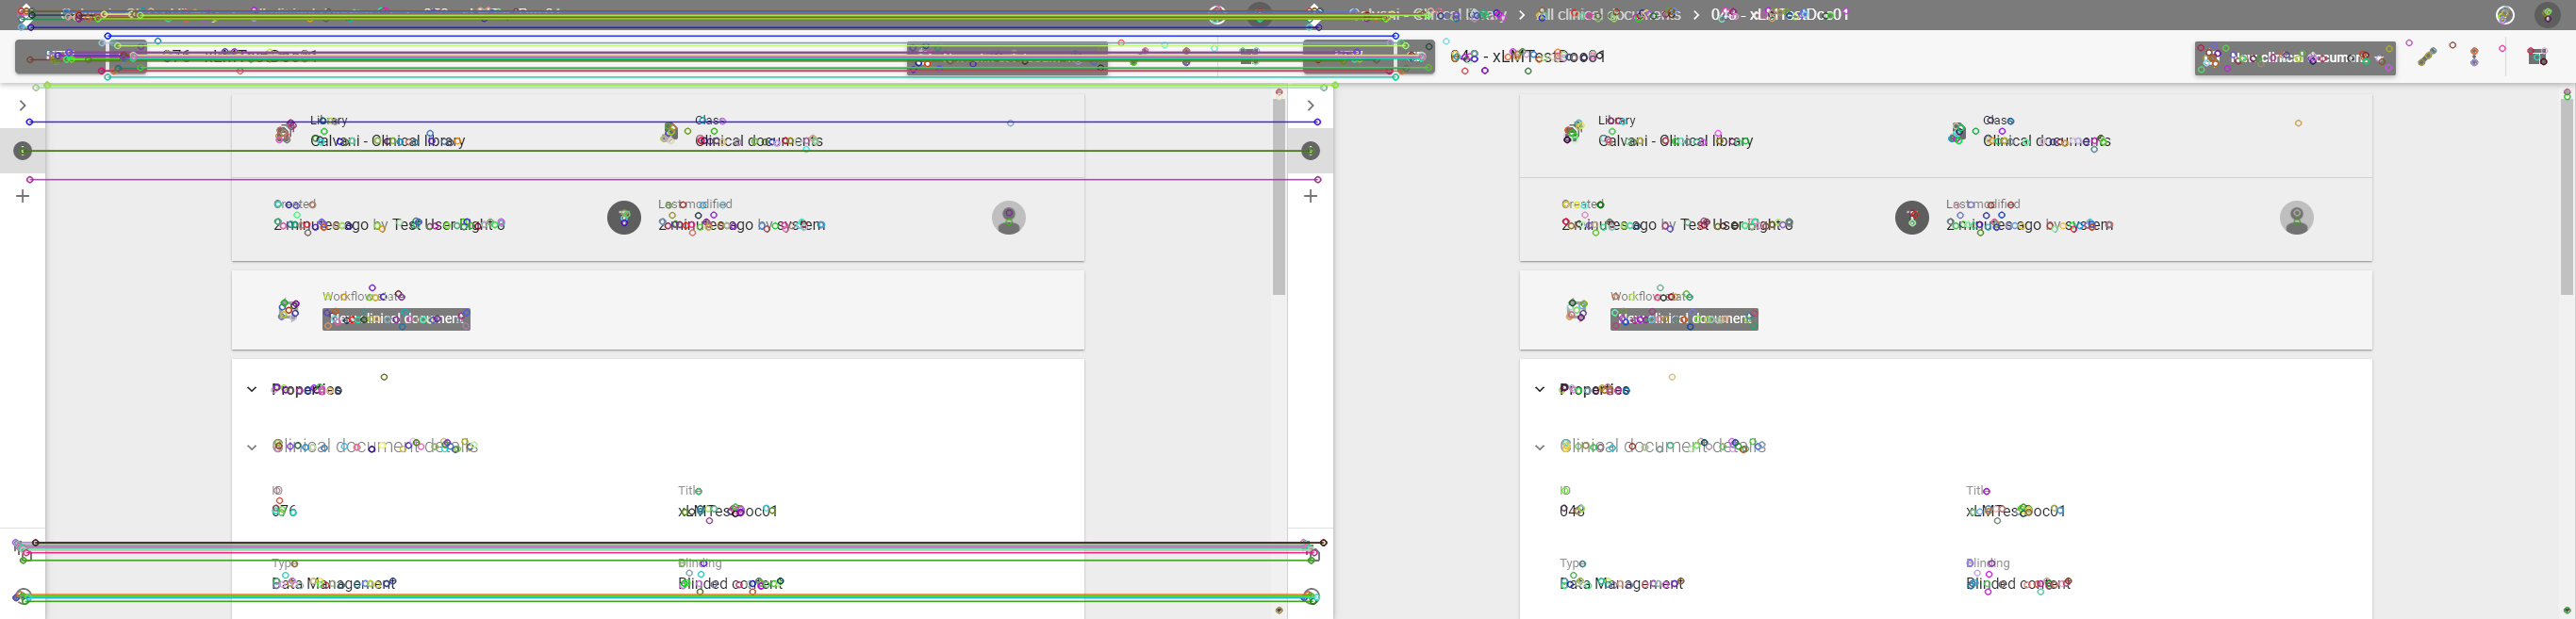 Galvani - Clinical library > All clinical documents > 048 - xLMTestDoc01
076 - xLMTestDoc01
048 - xLMTestDoc01
New clinical document
Library
Galvani - Clinical library
Class
Clinical documents
Created
2 minutes ago by Test User Eight
Last modified
2 minutes ago by system
Workflow state
New clinical document
Properties
Clinical document details
ID
076
Title
xLMTestDoc01
Type
Data Management
Blinding
Blinded content
Library
Galvani - Clinical library
Class
Clinical documents
Created
2 minutes ago by Test User Eight
Last modified
2 minutes ago by system
Workflow state
New clinical document
Properties
Clinical document details
ID
048
Title
xLMTestDoc01
Type
Data Management
Blinding
Blinded content